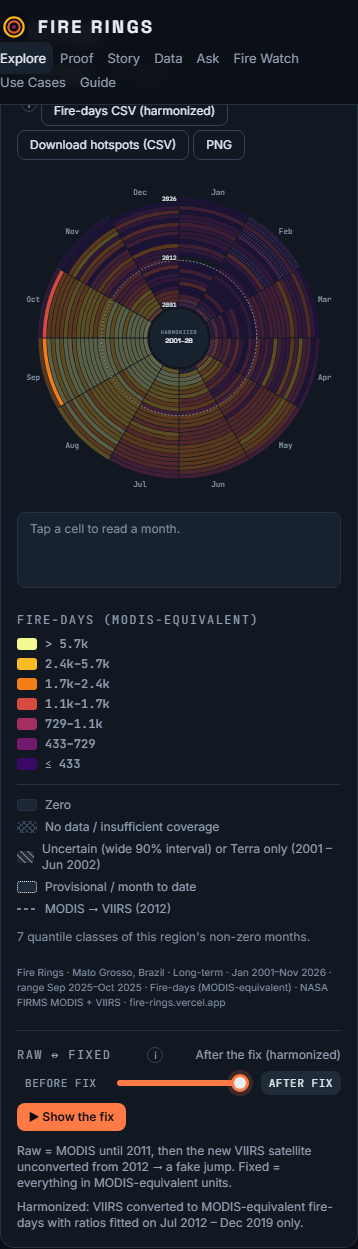 FIRE RINGS
Explore Proof Story Data Ask Fire Watch
Use Cases Guide
i Fire-days CSV (harmonized)
Download hotspots (CSV) PNG
Dec 2026 Jan
Nov Feb
2012
Oct 2001 Mar
HARMONIZED
2001–26
Sep Apr
Aug May
Jul Jun
Tap a cell to read a month.
FIRE-DAYS (MODIS-EQUIVALENT)
> 5.7k
2.4k–5.7k
1.7k–2.4k
1.1k–1.7k
729–1.1k
433–729
≤ 433
Zero
No data / insufficient coverage
Uncertain (wide 90% interval) or Terra only (2001 –
Jun 2002)
Provisional / month to date
MODIS → VIIRS (2012)
7 quantile classes of this region's non-zero months.
Fire Rings · Mato Grosso, Brazil · Long-term · Jan 2001–Nov 2026 ·
range Sep 2025–Oct 2025 · Fire-days (MODIS-equivalent) · NASA
FIRMS MODIS + VIIRS · fire-rings.vercel.app
RAW ↔ FIXED i After the fix (harmonized)
BEFORE FIX AFTER FIX
▶ Show the fix
Raw = MODIS until 2011, then the new VIIRS satellite
unconverted from 2012 → a fake jump. Fixed =
everything in MODIS-equivalent units.
Harmonized: VIIRS converted to MODIS-equivalent fire-
days with ratios fitted on Jul 2012 – Dec 2019 only.